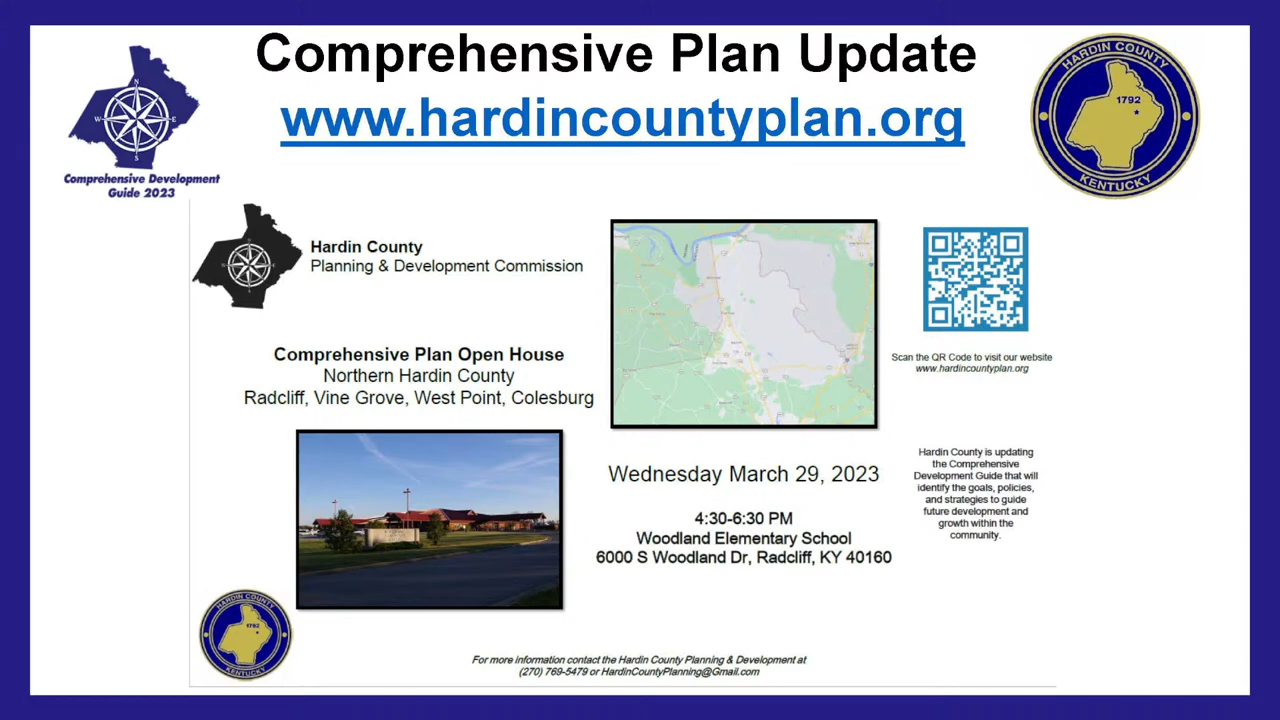 Comprehensive Plan Update
www.hardincountyplan.org
N
W E
S
Comprehensive Development
Guide 2023
HARDIN COUNTY
1792
KENTUCKY
Hardin County
Planning & Development Commission
Comprehensive Plan Open House
Northern Hardin County
Radcliff, Vine Grove, West Point, Colesburg
Scan the QR Code to visit our website
www.hardincountyplan.org
Wednesday March 29, 2023
4:30-6:30 PM
Woodland Elementary School
6000 S Woodland Dr, Radcliff, KY 40160
Hardin County is updating
the Comprehensive
Development Guide that will
identify the goals, policies,
and strategies to guide
future development and
growth within the
community.
HARDIN COUNTY
1792
KENTUCKY
For more information contact the Hardin County Planning & Development at
(270) 769-5479 or HardinCountyPlanning@Gmail.com